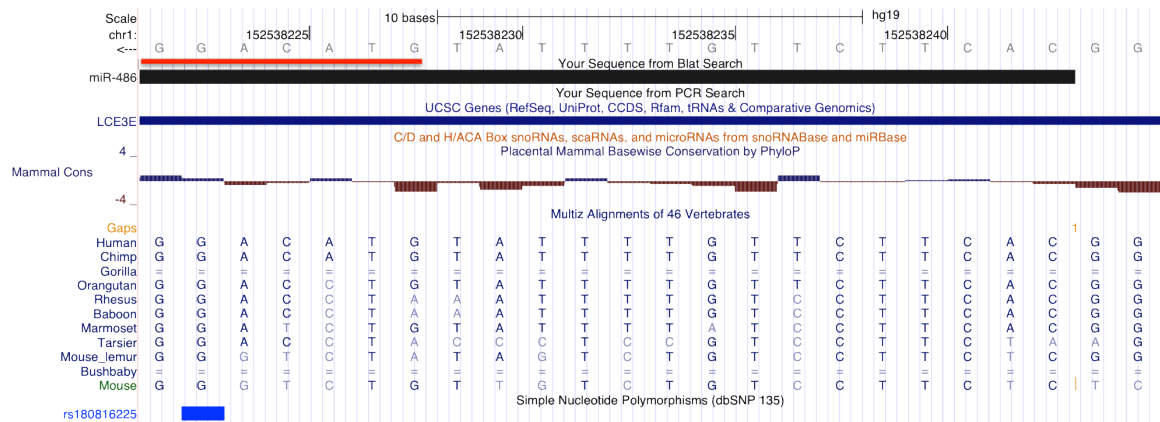 Scale 10 bases hg19
chr1: 152538225 152538230 152538235 152538240
<--- G G A C A T G T A T T T T G T T C T T C A C G G
Your Sequence from Blat Search
miR-486
Your Sequence from PCR Search
UCSC Genes (RefSeq, UniProt, CCDS, Rfam, tRNAs & Comparative Genomics)
LCE3E
C/D and H/ACA Box snoRNAs, scaRNAs, and microRNAs from snoRNABase and miRBase
Placental Mammal Basewise Conservation by PhyloP
4 _
Mammal Cons
-4 _
Multiz Alignments of 46 Vertebrates
Gaps 1
Human G G A C A T G T A T T T G T T C T T C A C G G
Chimp G G A C A T G T A T T T G T T C T T C A C G G
Gorilla = = = = = = = = = = = = = = = = = = = = = = =
Orangutan G G A C C T G T A T T T G T T C T T C A C G G
Rhesus G G A C C T A A A T T T G T C C T T C A C G G
Baboon G G A C C T A A A T T T G T C C T T C A C G G
Marmoset G G A T C T G T A T T T A T C C T T C A C G G
Tarsier G G A C C T A C C C T C C G T C C T T C T A A G
Mouse_lemur G G G T C T A T A G T C T G T C C T T C T C G G
Bushbaby = = = = = = = = = = = = = = = = = = = = = = = =
Mouse G G G T C T G T T G T C T G T C C T T C T C T C
Simple Nucleotide Polymorphisms (dbSNP 135)
rs180816225